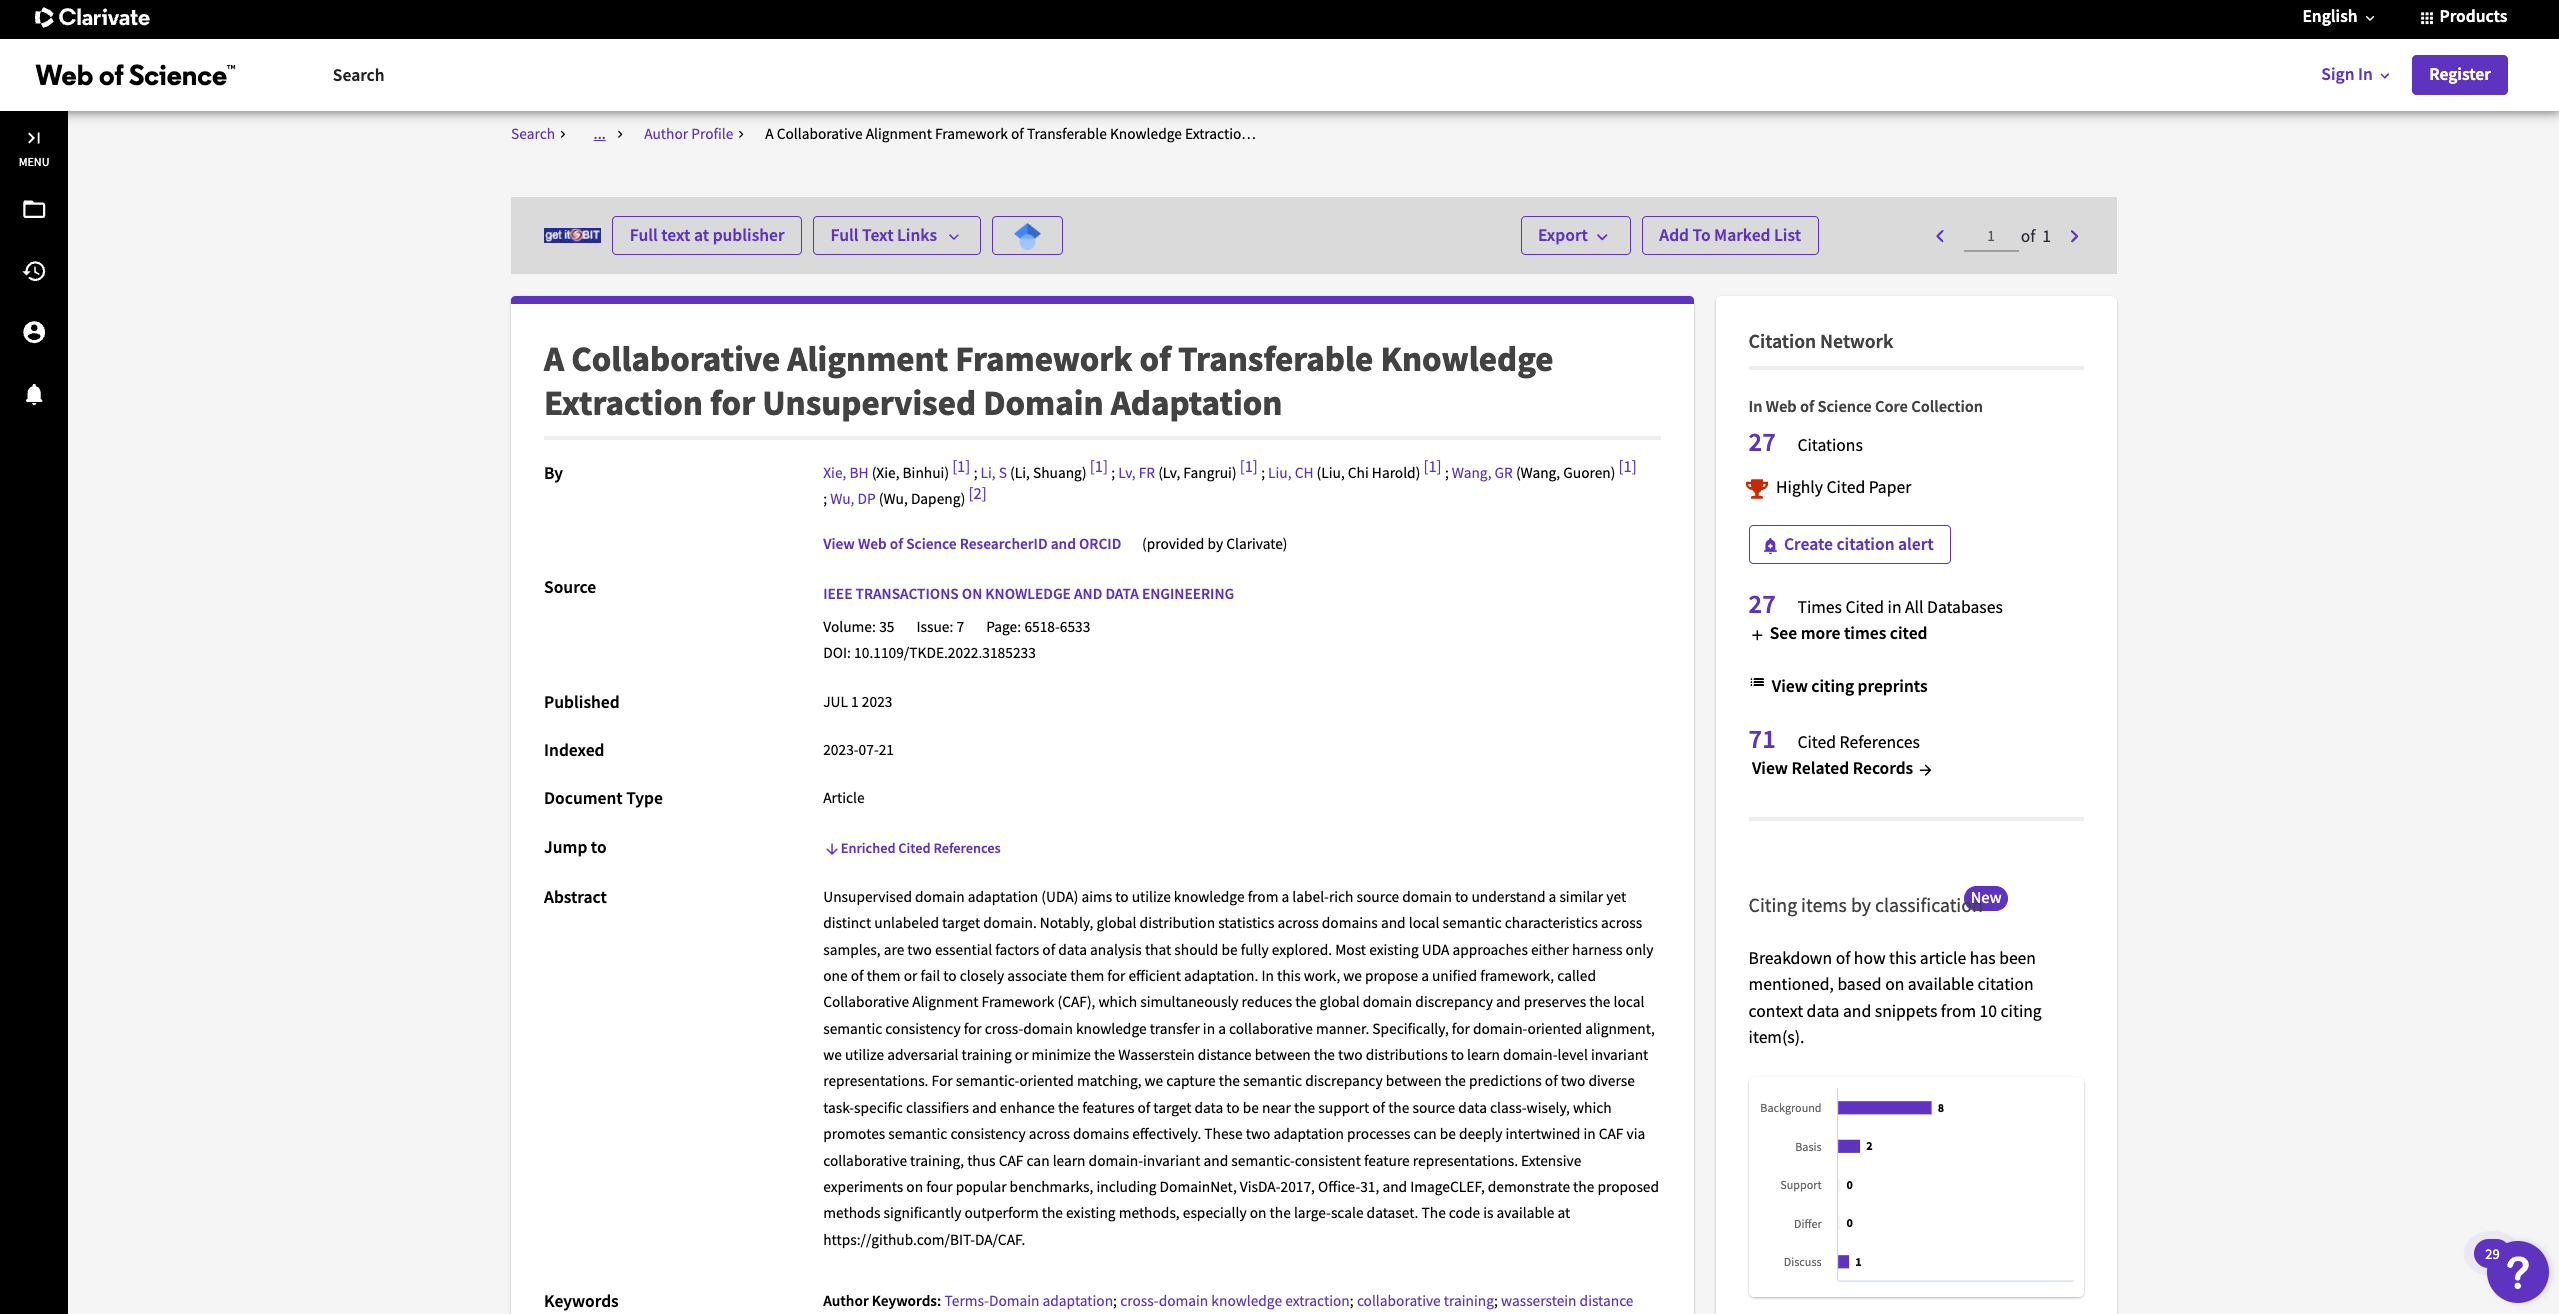 Clarivate
English
Products
Web of Science™
Search
Sign In
Register
MENU
Search
...
Author Profile
A Collaborative Alignment Framework of Transferable Knowledge Extractio…
get it BIT
Full text at publisher
Full Text Links
Export
Add To Marked List
1 of 1
A Collaborative Alignment Framework of Transferable Knowledge
Extraction for Unsupervised Domain Adaptation
By
Xie, BH (Xie, Binhui) [1] ; Li, S (Li, Shuang) [1] ; Lv, FR (Lv, Fangrui) [1] ; Liu, CH (Liu, Chi Harold) [1] ; Wang, GR (Wang, Guoren) [1]
; Wu, DP (Wu, Dapeng) [2]
View Web of Science ResearcherID and ORCID (provided by Clarivate)
Source
IEEE TRANSACTIONS ON KNOWLEDGE AND DATA ENGINEERING
Volume: 35 Issue: 7 Page: 6518-6533
DOI: 10.1109/TKDE.2022.3185233
Published
JUL 1 2023
Indexed
2023-07-21
Document Type
Article
Jump to
Enriched Cited References
Abstract
Unsupervised domain adaptation (UDA) aims to utilize knowledge from a label-rich source domain to understand a similar yet
distinct unlabeled target domain. Notably, global distribution statistics across domains and local semantic characteristics across
samples, are two essential factors of data analysis that should be fully explored. Most existing UDA approaches either harness only
one of them or fail to closely associate them for efficient adaptation. In this work, we propose a unified framework, called
Collaborative Alignment Framework (CAF), which simultaneously reduces the global domain discrepancy and preserves the local
semantic consistency for cross-domain knowledge transfer in a collaborative manner. Specifically, for domain-oriented alignment,
we utilize adversarial training or minimize the Wasserstein distance between the two distributions to learn domain-level invariant
representations. For semantic-oriented matching, we capture the semantic discrepancy between the predictions of two diverse
task-specific classifiers and enhance the features of target data to be near the support of the source data class-wisely, which
promotes semantic consistency across domains effectively. These two adaptation processes can be deeply intertwined in CAF via
collaborative training, thus CAF can learn domain-invariant and semantic-consistent feature representations. Extensive
experiments on four popular benchmarks, including DomainNet, VisDA-2017, Office-31, and ImageCLEF, demonstrate the proposed
methods significantly outperform the existing methods, especially on the large-scale dataset. The code is available at
https://github.com/BIT-DA/CAF.
Keywords
Author Keywords: Terms-Domain adaptation; cross-domain knowledge extraction; collaborative training; wasserstein distance
Citation Network
In Web of Science Core Collection
27 Citations
Highly Cited Paper
Create citation alert
27 Times Cited in All Databases
+ See more times cited
View citing preprints
71 Cited References
View Related Records
New
Citing items by classification
Breakdown of how this article has been
mentioned, based on available citation
context data and snippets from 10 citing
item(s).
Background 8
Basis 2
Support 0
Differ 0
Discuss 1
29
?